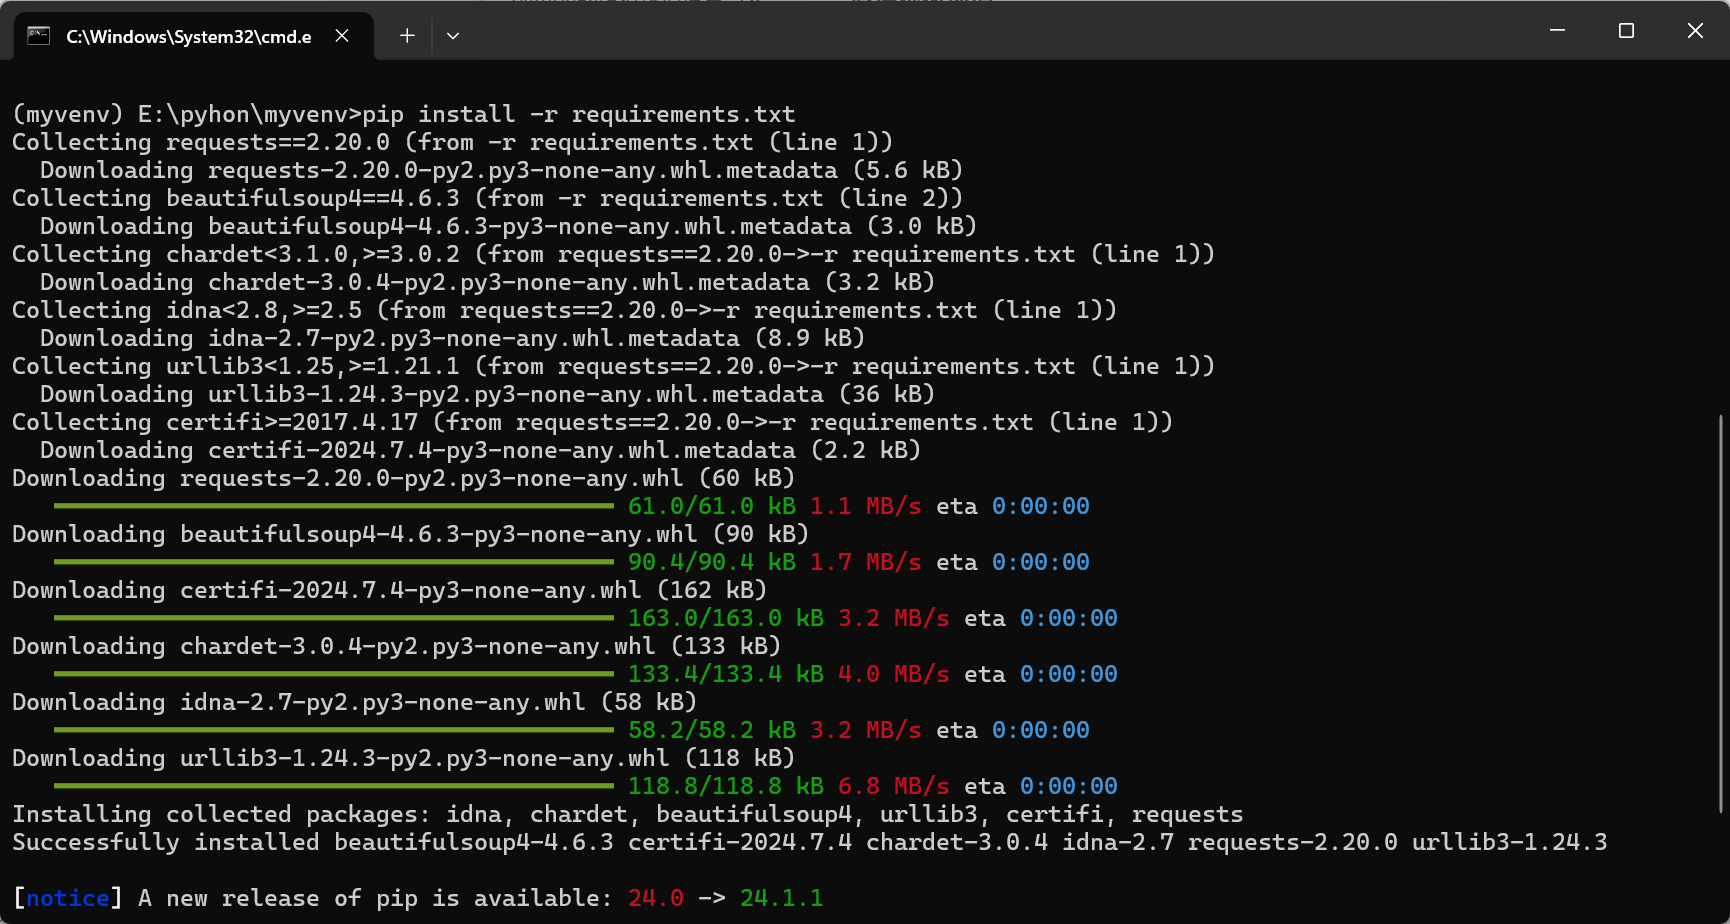 C:\Windows\System32\cmd.e
(myvenv) E:\pyhon\myvenv>pip install -r requirements.txt
Collecting requests==2.20.0 (from -r requirements.txt (line 1))
  Downloading requests-2.20.0-py2.py3-none-any.whl.metadata (5.6 kB)
Collecting beautifulsoup4==4.6.3 (from -r requirements.txt (line 2))
  Downloading beautifulsoup4-4.6.3-py3-none-any.whl.metadata (3.0 kB)
Collecting chardet<3.1.0,>=3.0.2 (from requests==2.20.0->-r requirements.txt (line 1))
  Downloading chardet-3.0.4-py2.py3-none-any.whl.metadata (3.2 kB)
Collecting idna<2.8,>=2.5 (from requests==2.20.0->-r requirements.txt (line 1))
  Downloading idna-2.7-py2.py3-none-any.whl.metadata (8.9 kB)
Collecting urllib3<1.25,>=1.21.1 (from requests==2.20.0->-r requirements.txt (line 1))
  Downloading urllib3-1.24.3-py2.py3-none-any.whl.metadata (36 kB)
Collecting certifi>=2017.4.17 (from requests==2.20.0->-r requirements.txt (line 1))
  Downloading certifi-2024.7.4-py3-none-any.whl.metadata (2.2 kB)
Downloading requests-2.20.0-py2.py3-none-any.whl (60 kB)
61.0/61.0 kB 1.1 MB/s eta 0:00:00
Downloading beautifulsoup4-4.6.3-py3-none-any.whl (90 kB)
90.4/90.4 kB 1.7 MB/s eta 0:00:00
Downloading certifi-2024.7.4-py3-none-any.whl (162 kB)
163.0/163.0 kB 3.2 MB/s eta 0:00:00
Downloading chardet-3.0.4-py2.py3-none-any.whl (133 kB)
133.4/133.4 kB 4.0 MB/s eta 0:00:00
Downloading idna-2.7-py2.py3-none-any.whl (58 kB)
58.2/58.2 kB 3.2 MB/s eta 0:00:00
Downloading urllib3-1.24.3-py2.py3-none-any.whl (118 kB)
118.8/118.8 kB 6.8 MB/s eta 0:00:00
Installing collected packages: idna, chardet, beautifulsoup4, urllib3, certifi, requests
Successfully installed beautifulsoup4-4.6.3 certifi-2024.7.4 chardet-3.0.4 idna-2.7 requests-2.20.0 urllib3-1.24.3
[notice] A new release of pip is available: 24.0 -> 24.1.1